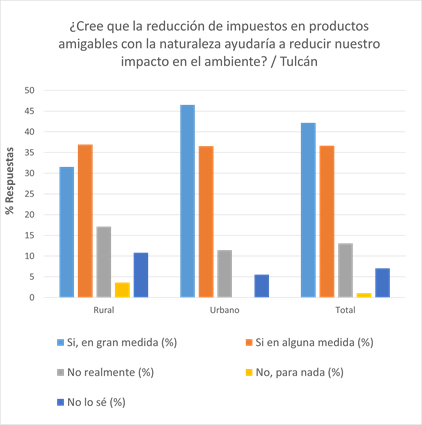 ¿Cree que la reducción de impuestos en productos
amigables con la naturaleza ayudaría a reducir nuestro
impacto en el ambiente? / Tulcán
% Respuestas
50
45
40
35
30
25
20
15
10
5
0
Rural
Urbano
Total
Si, en gran medida (%)
Si en alguna medida (%)
No realmente (%)
No, para nada (%)
No lo sé (%)